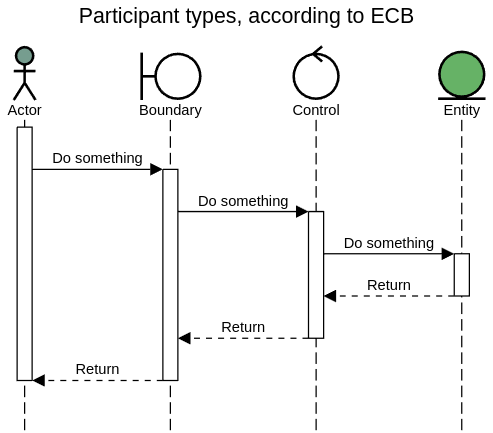 Participant types, according to ECB
Actor
Boundary
Control
Entity
Do something
Do something
Do something
Return
Return
Return